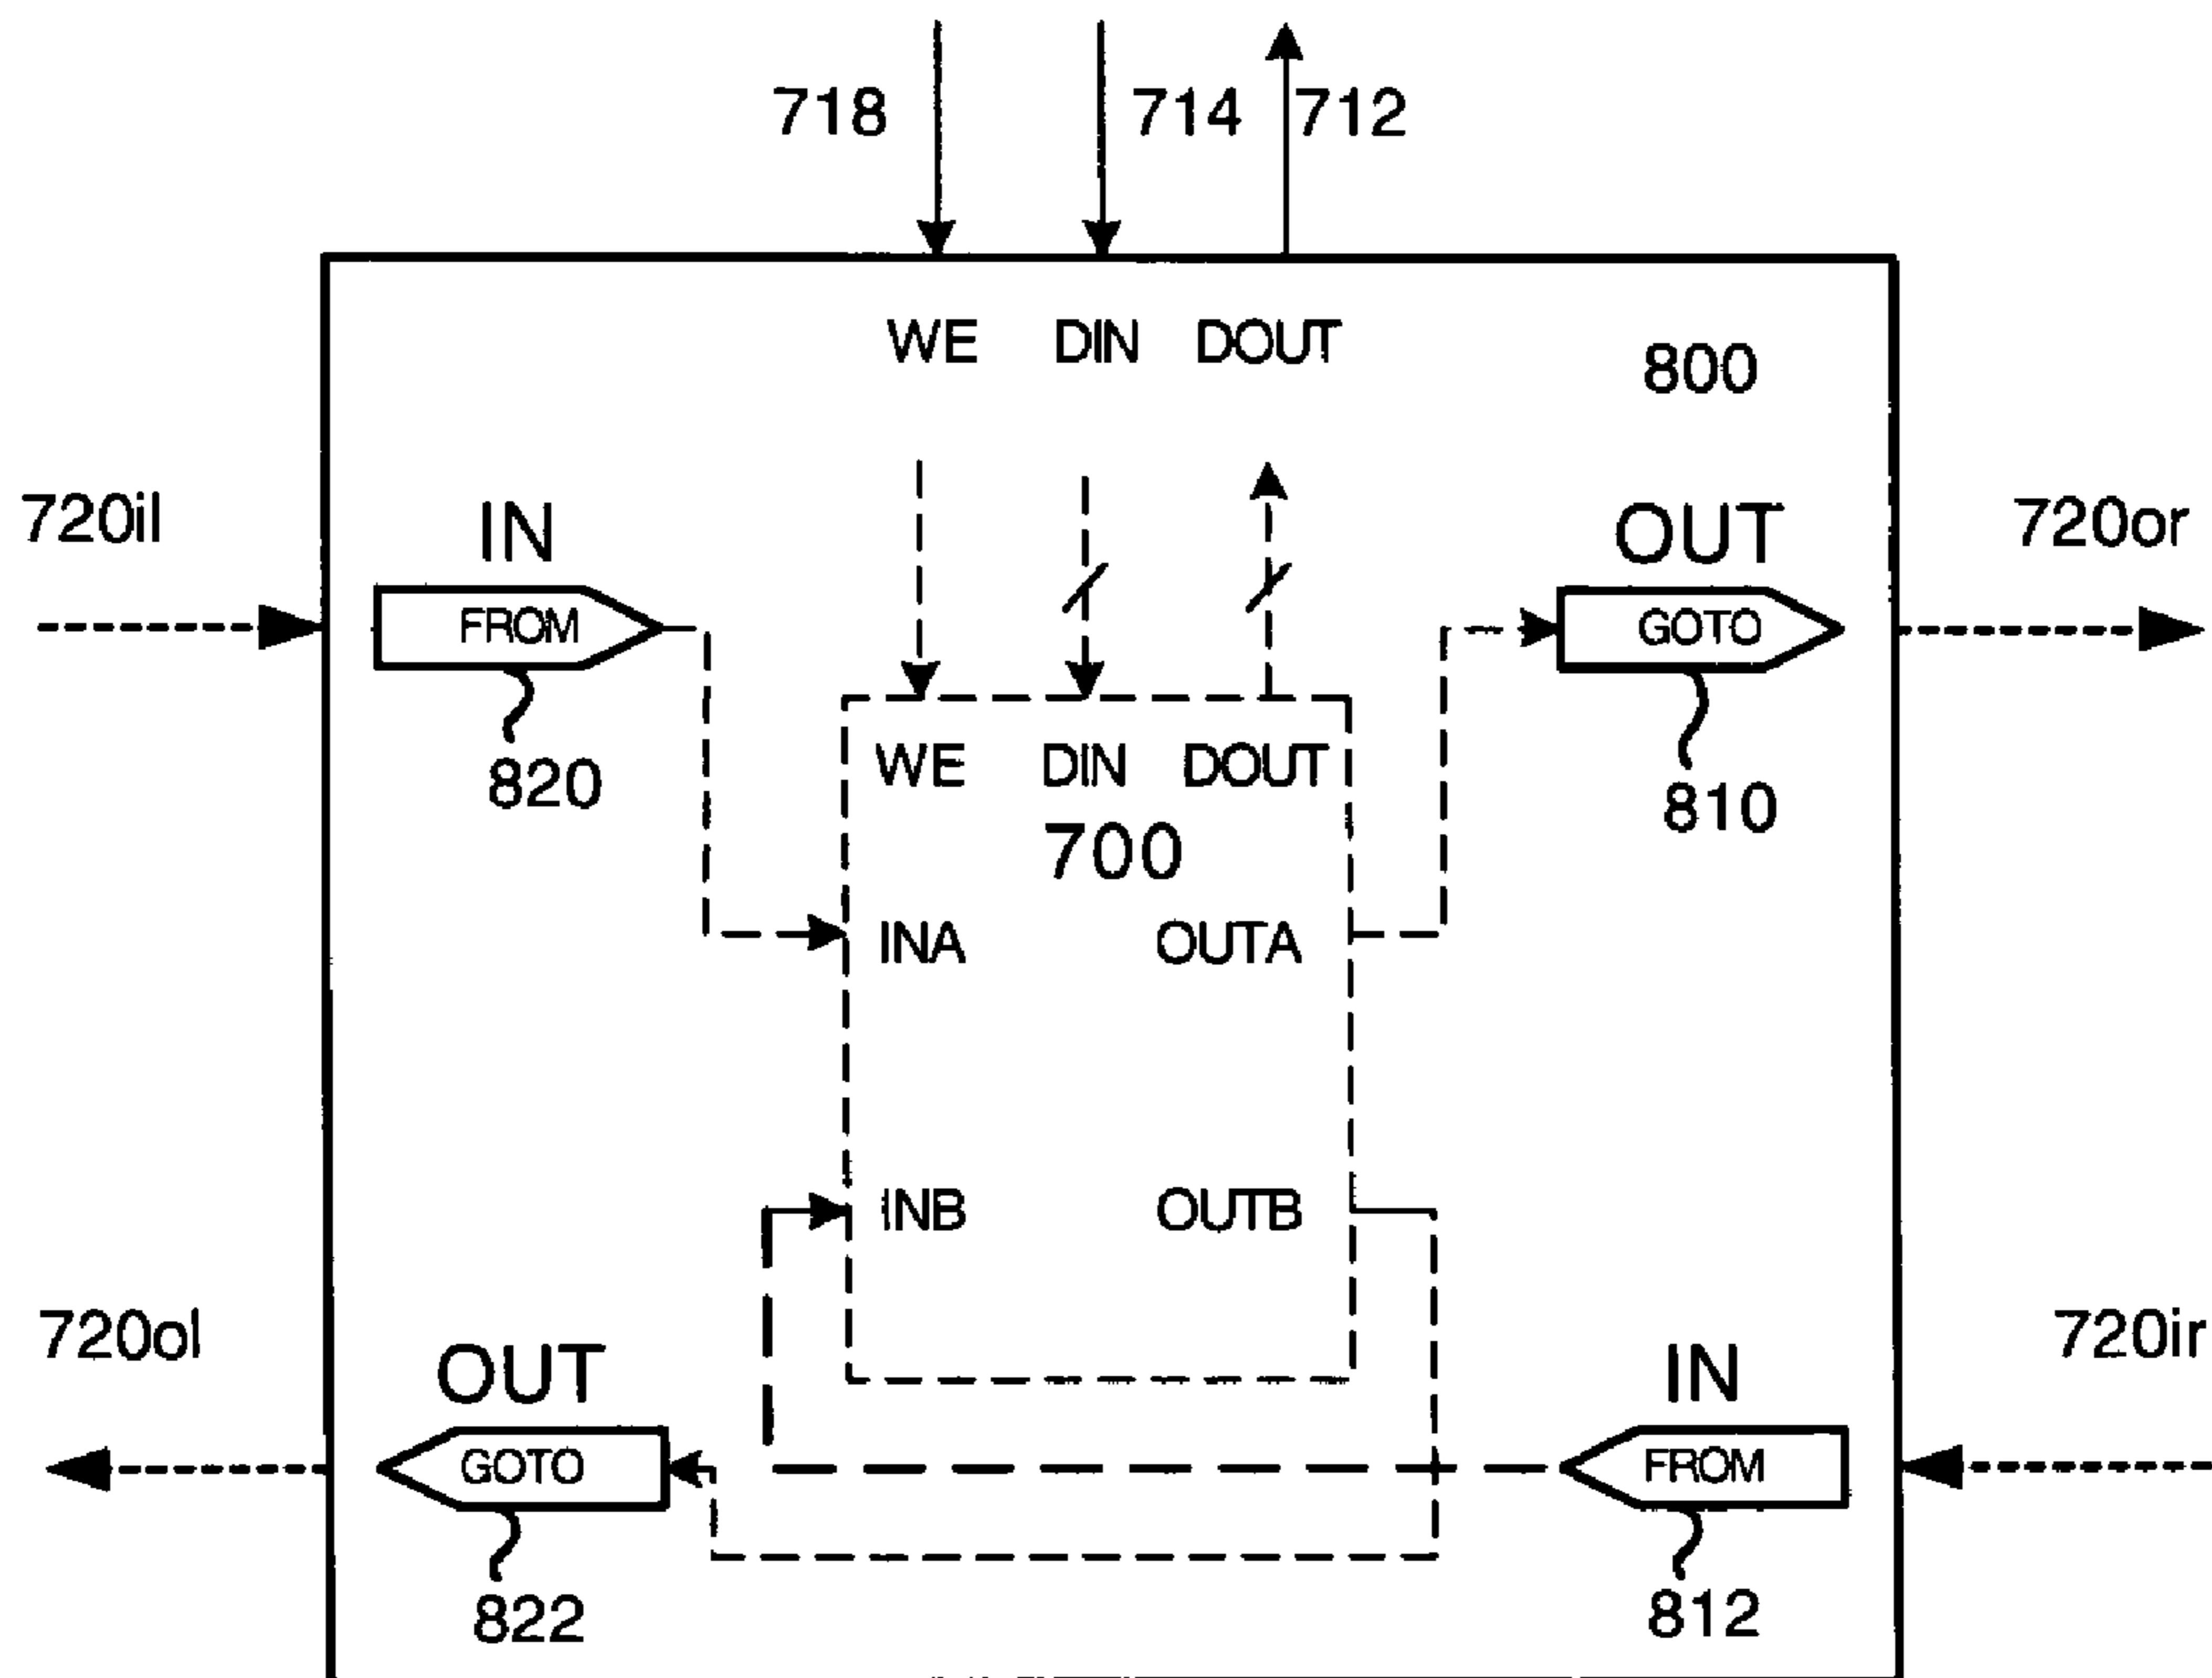 718 714 712
WE DIN DOUT
800
720il IN OUT 720or
FROM GOTO
820 810
WE DIN DOUT
700
INA OUTA
INB OUTB
720ol OUT IN 720ir
GOTO FROM
822 812